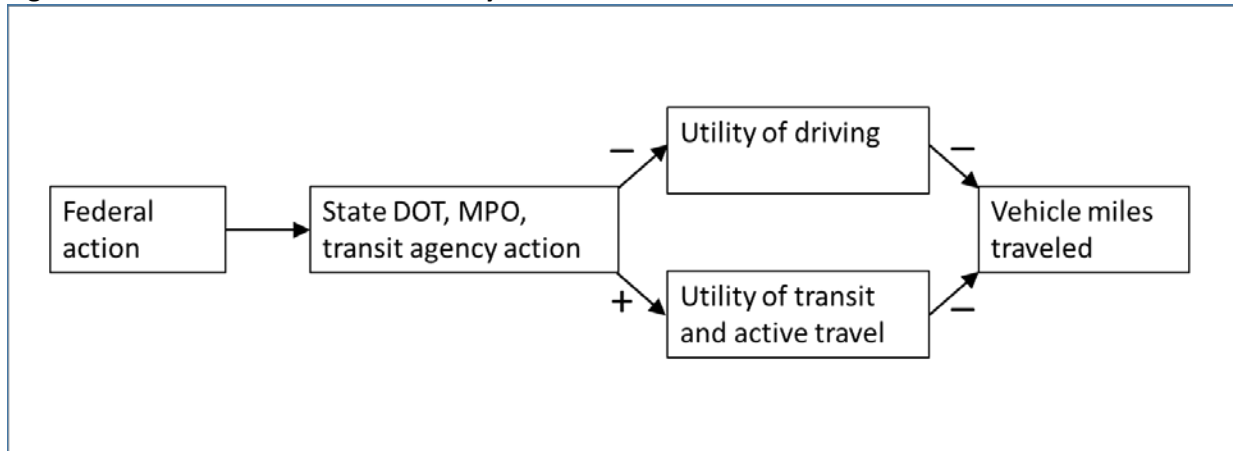 Federal
action
State DOT, MPO,
transit agency action
−
+
Utility of driving
Utility of transit
and active travel
−
−
Vehicle miles
traveled